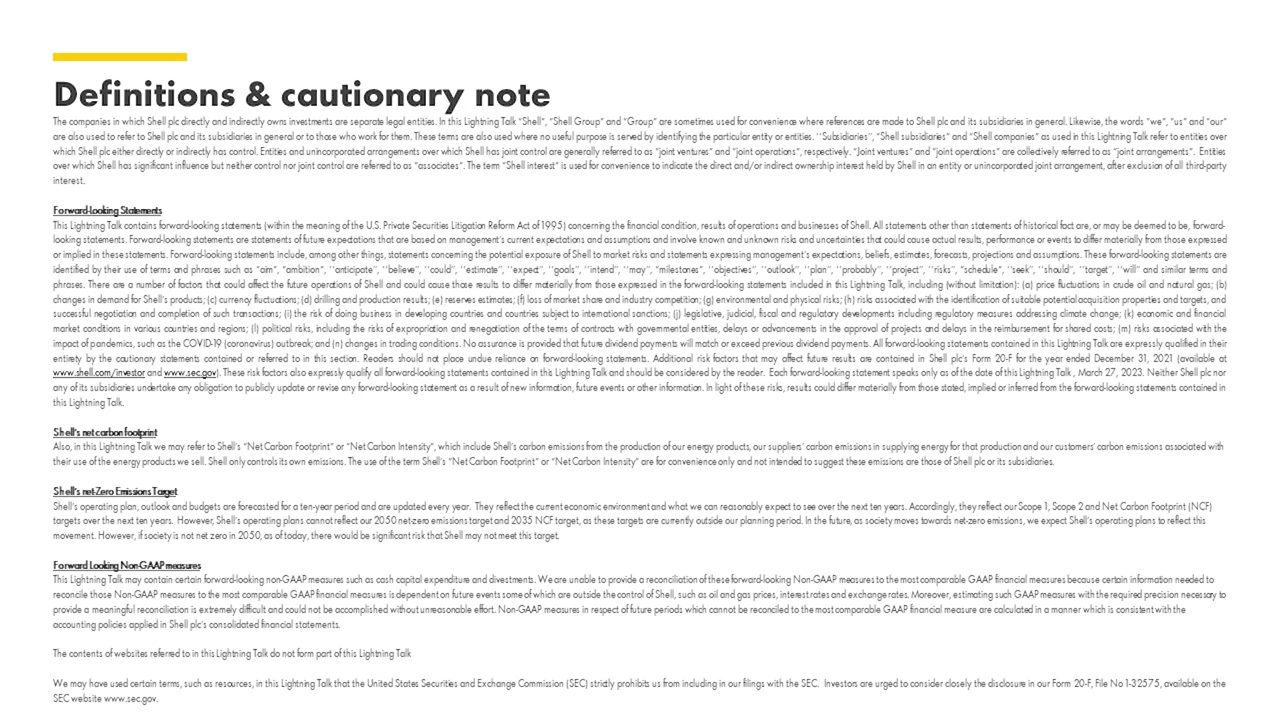 Definitions & cautionary note
The companies in which Shell plc directly and indirectly owns investments are separate legal entities. In this Lightning Talk “Shell”, “Shell Group” and “Group” are sometimes used for convenience where references are made to Shell plc and its subsidiaries in general. Likewise, the words “we”, “us” and “our”
are also used to refer to Shell plc and its subsidiaries in general or to those who work for them. These terms are also used where no useful purpose is served by identifying the particular entity or entities. ‘‘Subsidiaries’’, “Shell subsidiaries” and “Shell companies” as used in this Lightning Talk refer to entities over
which Shell plc either directly or indirectly has control. Entities and unincorporated arrangements over which Shell has joint control are generally referred to as “joint ventures” and “joint operations”, respectively. “Joint ventures” and “joint operations” are collectively referred to as “joint arrangements”. Entities
over which Shell has significant influence but neither control nor joint control are referred to as “associates”. The term “Shell interest” is used for convenience to indicate the direct and/or indirect ownership interest held by Shell in an entity or unincorporated joint arrangement, after exclusion of all third-party
interest.
Forward-Looking Statements
This Lightning Talk contains forward-looking statements (within the meaning of the U.S. Private Securities Litigation Reform Act of 1995) concerning the financial condition, results of operations and businesses of Shell. All statements other than statements of historical fact are, or may be deemed to be, forward-
looking statements. Forward-looking statements are statements of future expectations that are based on management’s current expectations and assumptions and involve known and unknown risks and uncertainties that could cause actual results, performance or events to differ materially from those expressed
or implied in these statements. Forward-looking statements include, among other things, statements concerning the potential exposure of Shell to market risks and statements expressing management’s expectations, beliefs, estimates, forecasts, projections and assumptions. These forward-looking statements are
identified by their use of terms and phrases such as “aim”, “ambition”, ‘‘anticipate’’, ‘‘believe’’, ‘‘could’’, ‘‘estimate’’, ‘‘expect’’, ‘‘goals’’, ‘‘intend’’, ‘‘may’’, “milestones”, ‘‘objectives’’, ‘‘outlook’’, ‘‘plan’’, ‘‘probably’’, ‘‘project’’, ‘‘risks’’, “schedule”, ‘‘seek’’, ‘‘should’’, ‘‘target’’, ‘‘will’’ and similar terms and
phrases. There are a number of factors that could affect the future operations of Shell and could cause those results to differ materially from those expressed in the forward-looking statements included in this Lightning Talk, including (without limitation): (a) price fluctuations in crude oil and natural gas; (b)
changes in demand for Shell’s products; (c) currency fluctuations; (d) drilling and production results; (e) reserves estimates; (f) loss of market share and industry competition; (g) environmental and physical risks; (h) risks associated with the identification of suitable potential acquisition properties and targets, and
successful negotiation and completion of such transactions; (i) the risk of doing business in developing countries and countries subject to international sanctions; (j) legislative, judicial, fiscal and regulatory developments including regulatory measures addressing climate change; (k) economic and financial
market conditions in various countries and regions; (l) political risks, including the risks of expropriation and renegotiation of the terms of contracts with governmental entities, delays or advancements in the approval of projects and delays in the reimbursement for shared costs; (m) risks associated with the
impact of pandemics, such as the COVID-19 (coronavirus) outbreak; and (n) changes in trading conditions. No assurance is provided that future dividend payments will match or exceed previous dividend payments. All forward-looking statements contained in this Lightning Talk are expressly qualified in their
entirety by the cautionary statements contained or referred to in this section. Readers should not place undue reliance on forward-looking statements. Additional risk factors that may affect future results are contained in Shell plc’s Form 20-F for the year ended December 31, 2021 (available at
www.shell.com/investor and www.sec.gov). These risk factors also expressly qualify all forward-looking statements contained in this Lightning Talk and should be considered by the reader. Each forward-looking statement speaks only as of the date of this Lightning Talk , March 27, 2023. Neither Shell plc nor
any of its subsidiaries undertake any obligation to publicly update or revise any forward-looking statement as a result of new information, future events or other information. In light of these risks, results could differ materially from those stated, implied or inferred from the forward-looking statements contained in
this Lightning Talk.
Shell’s net carbon footprint
Also, in this Lightning Talk we may refer to Shell’s “Net Carbon Footprint” or “Net Carbon Intensity”, which include Shell’s carbon emissions from the production of our energy products, our suppliers’ carbon emissions in supplying energy for that production and our customers’ carbon emissions associated with
their use of the energy products we sell. Shell only controls its own emissions. The use of the term Shell’s “Net Carbon Footprint” or “Net Carbon Intensity” are for convenience only and not intended to suggest these emissions are those of Shell plc or its subsidiaries.
Shell’s net-Zero Emissions Target
Shell’s operating plan, outlook and budgets are forecasted for a ten-year period and are updated every year. They reflect the current economic environment and what we can reasonably expect to see over the next ten years. Accordingly, they reflect our Scope 1, Scope 2 and Net Carbon Footprint (NCF)
targets over the next ten years. However, Shell’s operating plans cannot reflect our 2050 net-zero emissions target and 2035 NCF target, as these targets are currently outside our planning period. In the future, as society moves towards net-zero emissions, we expect Shell’s operating plans to reflect this
movement. However, if society is not net zero in 2050, as of today, there would be significant risk that Shell may not meet this target.
Forward Looking Non-GAAP measures
This Lightning Talk may contain certain forward-looking non-GAAP measures such as cash capital expenditure and divestments. We are unable to provide a reconciliation of these forward-looking Non-GAAP measures to the most comparable GAAP financial measures because certain information needed to
reconcile those Non-GAAP measures to the most comparable GAAP financial measures is dependent on future events some of which are outside the control of Shell, such as oil and gas prices, interest rates and exchange rates. Moreover, estimating such GAAP measures with the required precision necessary to
provide a meaningful reconciliation is extremely difficult and could not be accomplished without unreasonable effort. Non-GAAP measures in respect of future periods which cannot be reconciled to the most comparable GAAP financial measure are calculated in a manner which is consistent with the
accounting policies applied in Shell plc’s consolidated financial statements.
The contents of websites referred to in this Lightning Talk do not form part of this Lightning Talk
We may have used certain terms, such as resources, in this Lightning Talk that the United States Securities and Exchange Commission (SEC) strictly prohibits us from including in our filings with the SEC. Investors are urged to consider closely the disclosure in our Form 20-F, File No 1-32575, available on the
SEC website www.sec.gov.